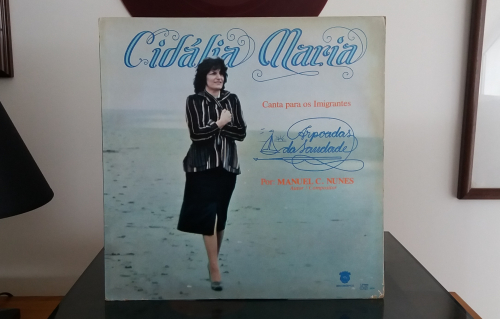 Cidália Maria
Canta para os Imigrantes
Arpoadas
da Saudade
Por MANUEL C. NUNES